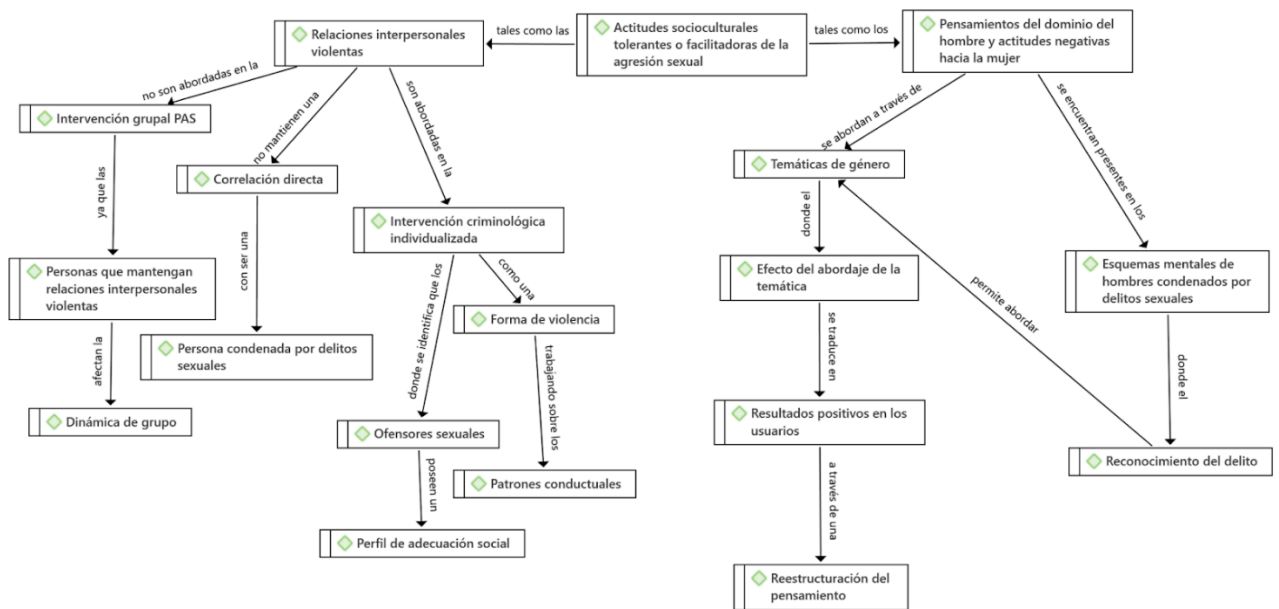 Relaciones interpersonales
violentas
tales como las
Actitudes socioculturales
tolerantes o facilitadoras de la
agresión sexual
tales como los
Pensamientos del dominio del
hombre y actitudes negativas
hacia la mujer
no son abordadas en la
no mantienen una
son abordadas en la
se abordan a través de
se encuentran presentes en los
Intervención grupal PAS
Correlación directa
Temáticas de género
ya que las
con ser una
Intervención criminológica
individualizada
donde el
Personas que mantengan
relaciones interpersonales
violentas
donde se identifica que los
como una
Efecto del abordaje de la
temática
permite abordar
Esquemas mentales de
hombres condenados por
delitos sexuales
Forma de violencia
Persona condenada por delitos
sexuales
afectan la
trabajando sobre los
se traduce en
donde el
Dinámica de grupo
Ofensores sexuales
Resultados positivos en los
usuarios
Reconocimiento del delito
poseen un
Patrones conductuales
a través de una
Perfil de adecuación social
Reestructuración del
pensamiento